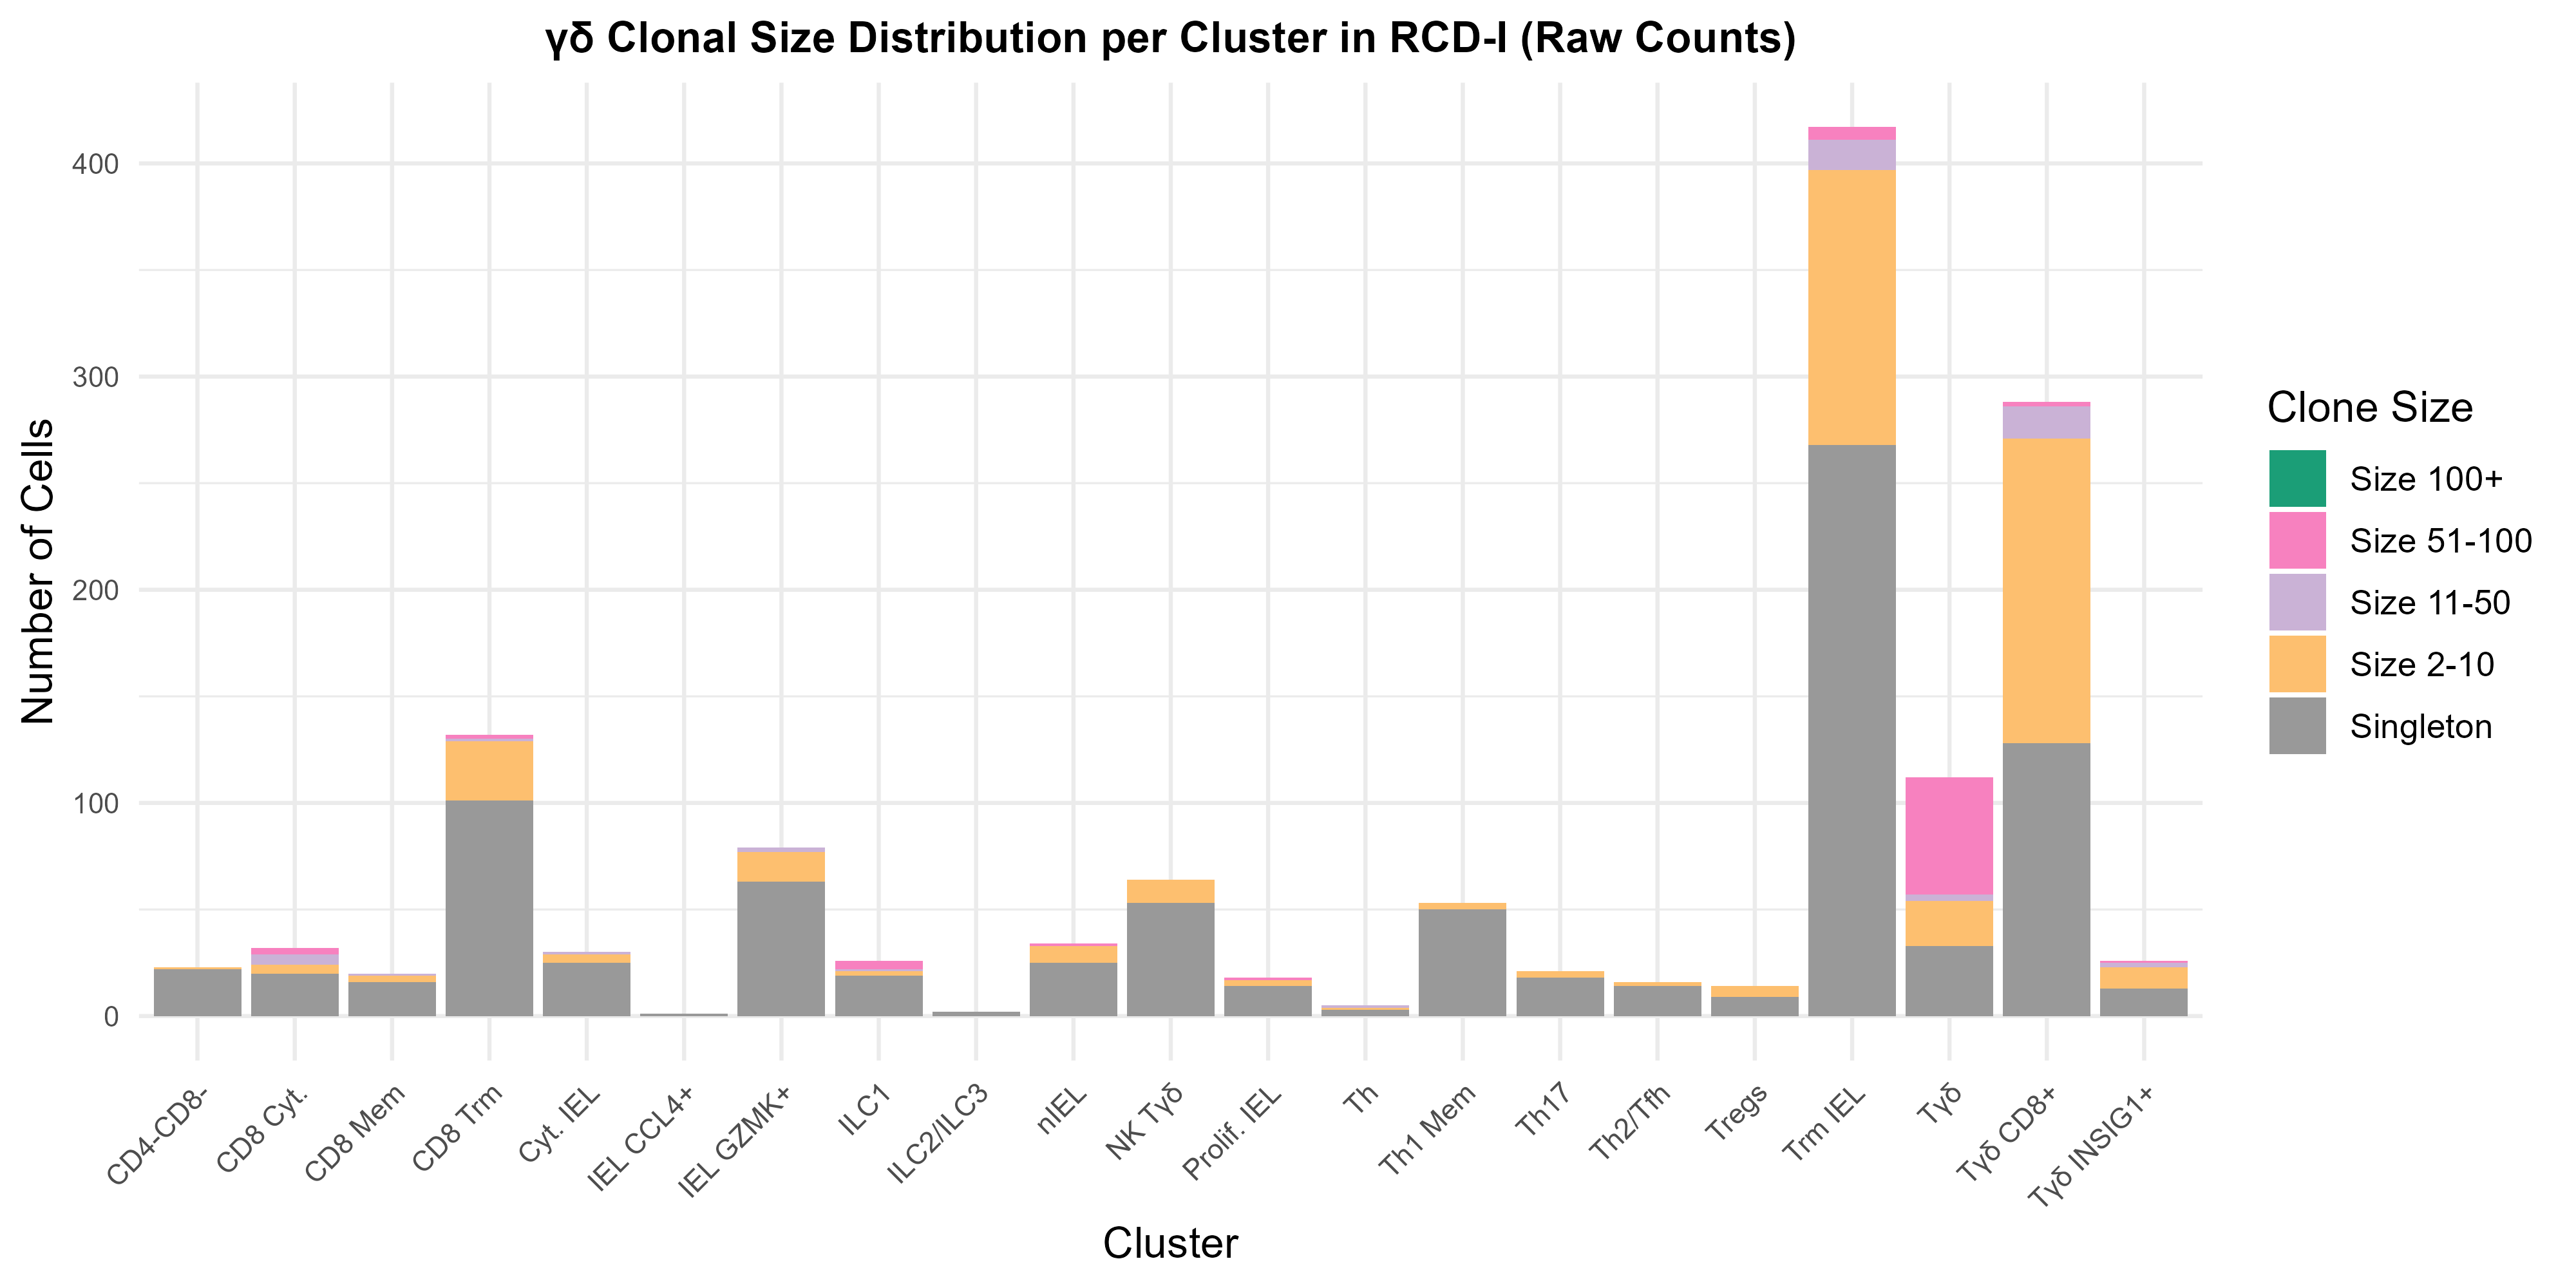 γδ Clonal Size Distribution per Cluster in RCD-I (Raw Counts)
Number of Cells
400
300
200
100
0
CD4-CD8-
CD8 Cyt.
CD8 Mem
CD8 Trm
Cyt. IEL
IEL CCL4+
IEL GZMK+
ILC1
ILC2/ILC3
nIEL
NK Tγδ
Prolif. IEL
Th
Th1 Mem
Th17
Th2/Tfh
Tregs
Trm IEL
Tγδ
Tγδ CD8+
Tγδ INSIG1+
Cluster
Clone Size
Size 100+
Size 51-100
Size 11-50
Size 2-10
Singleton